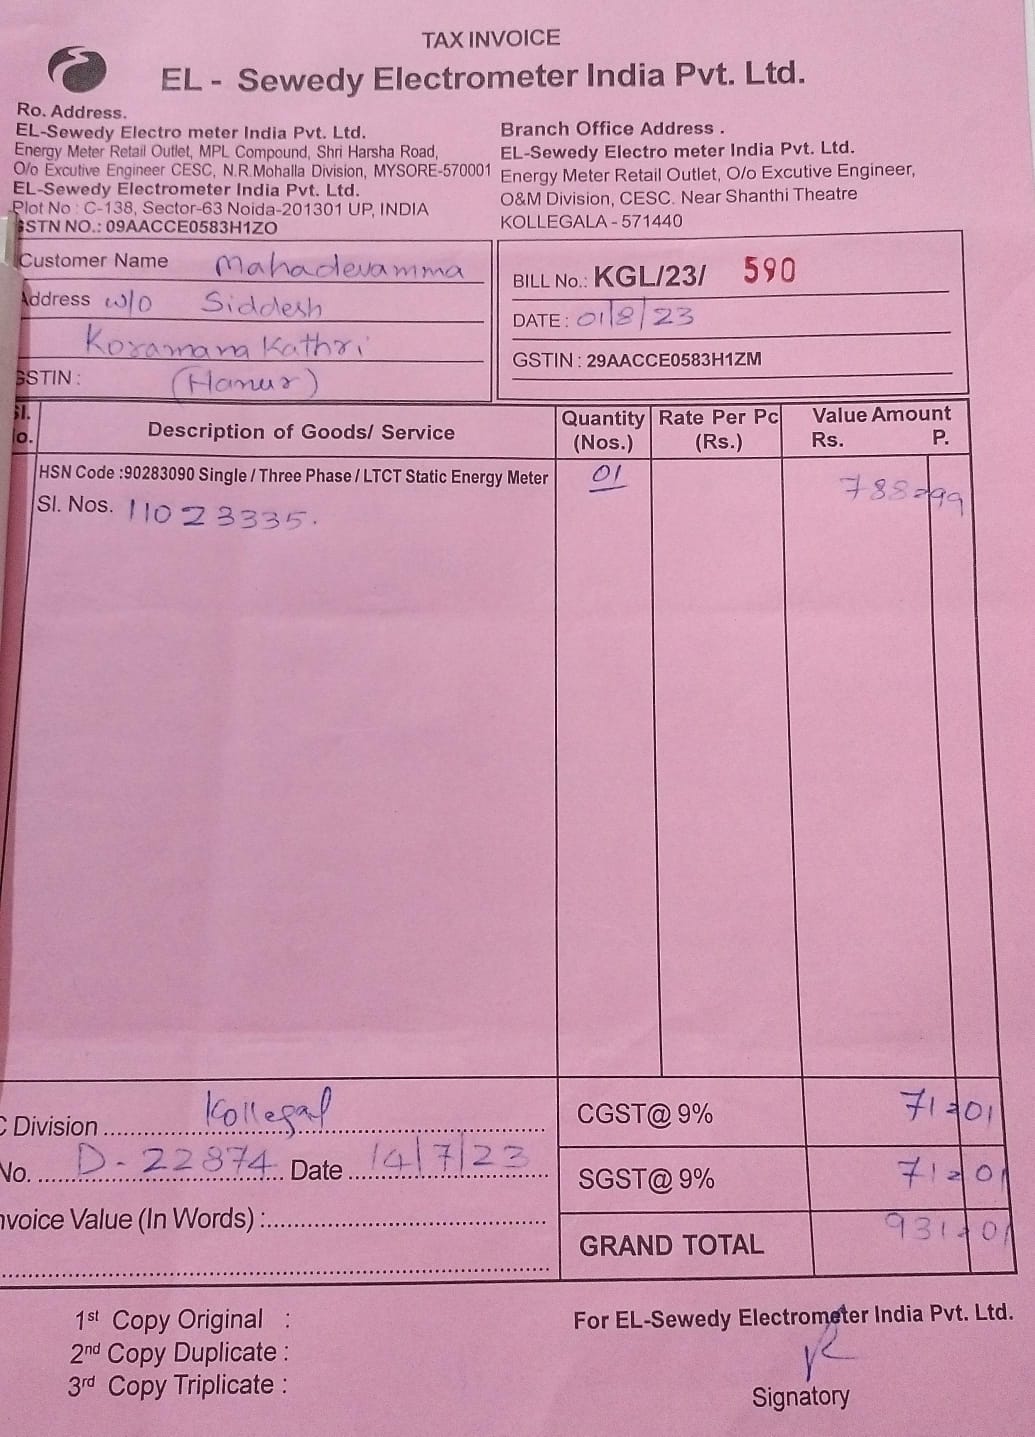 TAX INVOICE
EL - Sewedy Electrometer India Pvt. Ltd.
Ro. Address.
EL-Sewedy Electro meter India Pvt. Ltd.
Energy Meter Retail Outlet, MPL Compound, Shri Harsha Road,
O/o Excutive Engineer CESC, N.R.Mohalla Division, MYSORE-570001
EL-Sewedy Electrometer India Pvt. Ltd.
Plot No : C-138, Sector-63 Noida-201301 UP, INDIA
GSTN NO.: 09AACCE0583H1ZO
Branch Office Address .
EL-Sewedy Electro meter India Pvt. Ltd.
Energy Meter Retail Outlet, O/o Excutive Engineer,
O&M Division, CESC. Near Shanthi Theatre
KOLLEGALA - 571440
Customer Name Mahadevamma
Address w/o Siddesh
Koramana Kathri
GSTIN : (Hanur)
BILL No.: KGL/23/ 590
DATE : 01/8/23
GSTIN : 29AACCE0583H1ZM
Sl. No. Description of Goods/ Service Quantity (Nos.) Rate Per Pc (Rs.) Value Amount Rs. P.
HSN Code :90283090 Single / Three Phase / LTCT Static Energy Meter 01 788=99
Sl. Nos. 11023335.
C Division Kollegal
No. D-22874 Date 14/7/23
nvoice Value (In Words) :
CGST@ 9% 71=01
SGST@ 9% 71=01
GRAND TOTAL 931=01
1st Copy Original :
2nd Copy Duplicate :
3rd Copy Triplicate :
For EL-Sewedy Electrometer India Pvt. Ltd.
Signatory